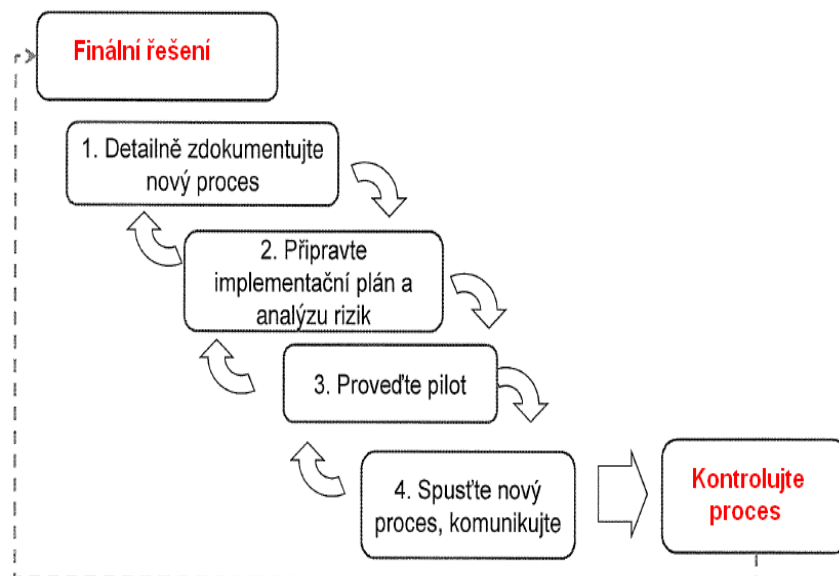 Finální řešení
1. Detailně zdokumentujte
nový proces
2. Připravte
implementační plán a
analýzu rizik
3. Proveďte pilot
4. Spusťte nový
proces, komunikujte
Kontrolujte
proces